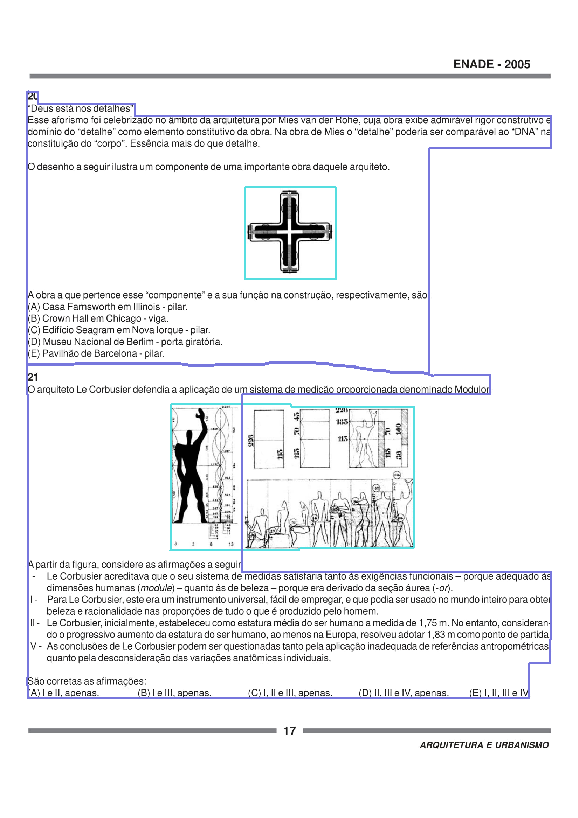 ENADE - 2005
20
"Deus está nos detalhes"
Esse aforismo foi celebrizado no âmbito da arquitetura por Mies van der Rohe, cuja obra exibe admirável rigor construtivo e
domínio do "detalhe" como elemento constitutivo da obra. Na obra de Mies o "detalhe" poderia ser comparável ao "DNA" na
constituição do "corpo". Essência mais do que detalhe.
O desenho a seguir ilustra um componente de uma importante obra daquele arquiteto.
A obra a que pertence esse "componente" e a sua função na construção, respectivamente, são
(A) Casa Farnsworth em Illinois - pilar.
(B) Crown Hall em Chicago - viga.
(C) Edifício Seagram em Nova Iorque - pilar.
(D) Museu Nacional de Berlim - porta giratória.
(E) Pavilhão de Barcelona - pilar.
21
O arquiteto Le Corbusier defendia a aplicação de um sistema de medição proporcionada denominado Modulor
A partir da figura, considere as afirmações a seguir
- Le Corbusier acreditava que o seu sistema de medidas satisfaria tanto às exigências funcionais – porque adequado às
dimensões humanas (module) – quanto às de beleza – porque era derivado da seção áurea (-or).
I - Para Le Corbusier, este era um instrumento universal, fácil de empregar, e que podia ser usado no mundo inteiro para obter
beleza e racionalidade nas proporções de tudo o que é produzido pelo homem.
II - Le Corbusier, inicialmente, estabeleceu como estatura média do ser humano a medida de 1,75 m. No entanto, consideran-
do o progressivo aumento da estatura do ser humano, ao menos na Europa, resolveu adotar 1,83 m como ponto de partida
V - As conclusões de Le Corbusier podem ser questionadas tanto pela aplicação inadequada de referências antropométricas
quanto pela desconsideração das variações anatômicas individuais.
São corretas as afirmações:
(A) I e II, apenas. (B) I e III, apenas. (C) I, II e III, apenas. (D) II, III e IV, apenas. (E) I, II, III e IV
17
ARQUITETURA E URBANISMO